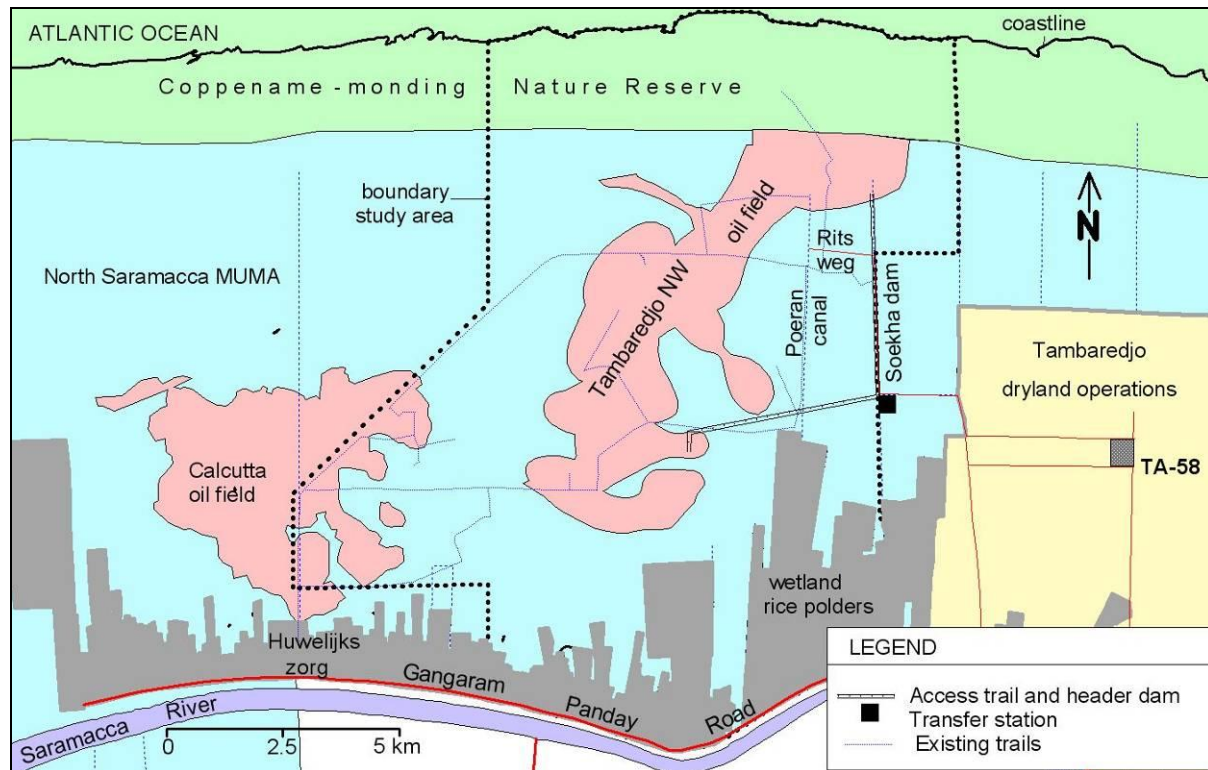 ATLANTIC OCEAN
coastline
Coppename - monding Nature Reserve
boundary
study area
oil field
N
Rits
weg
North Saramacca MUMA
Tambaredjo NW
Poeran
canal
Soekha dam
Tambaredjo
dryland operations
TA-58
Calcutta
oil field
wetland
rice polders
Huwelijks
zorg
Gangaram Panday Road
Saramacca River
0 2.5 5 km
LEGEND
Access trail and header dam
Transfer station
Existing trails